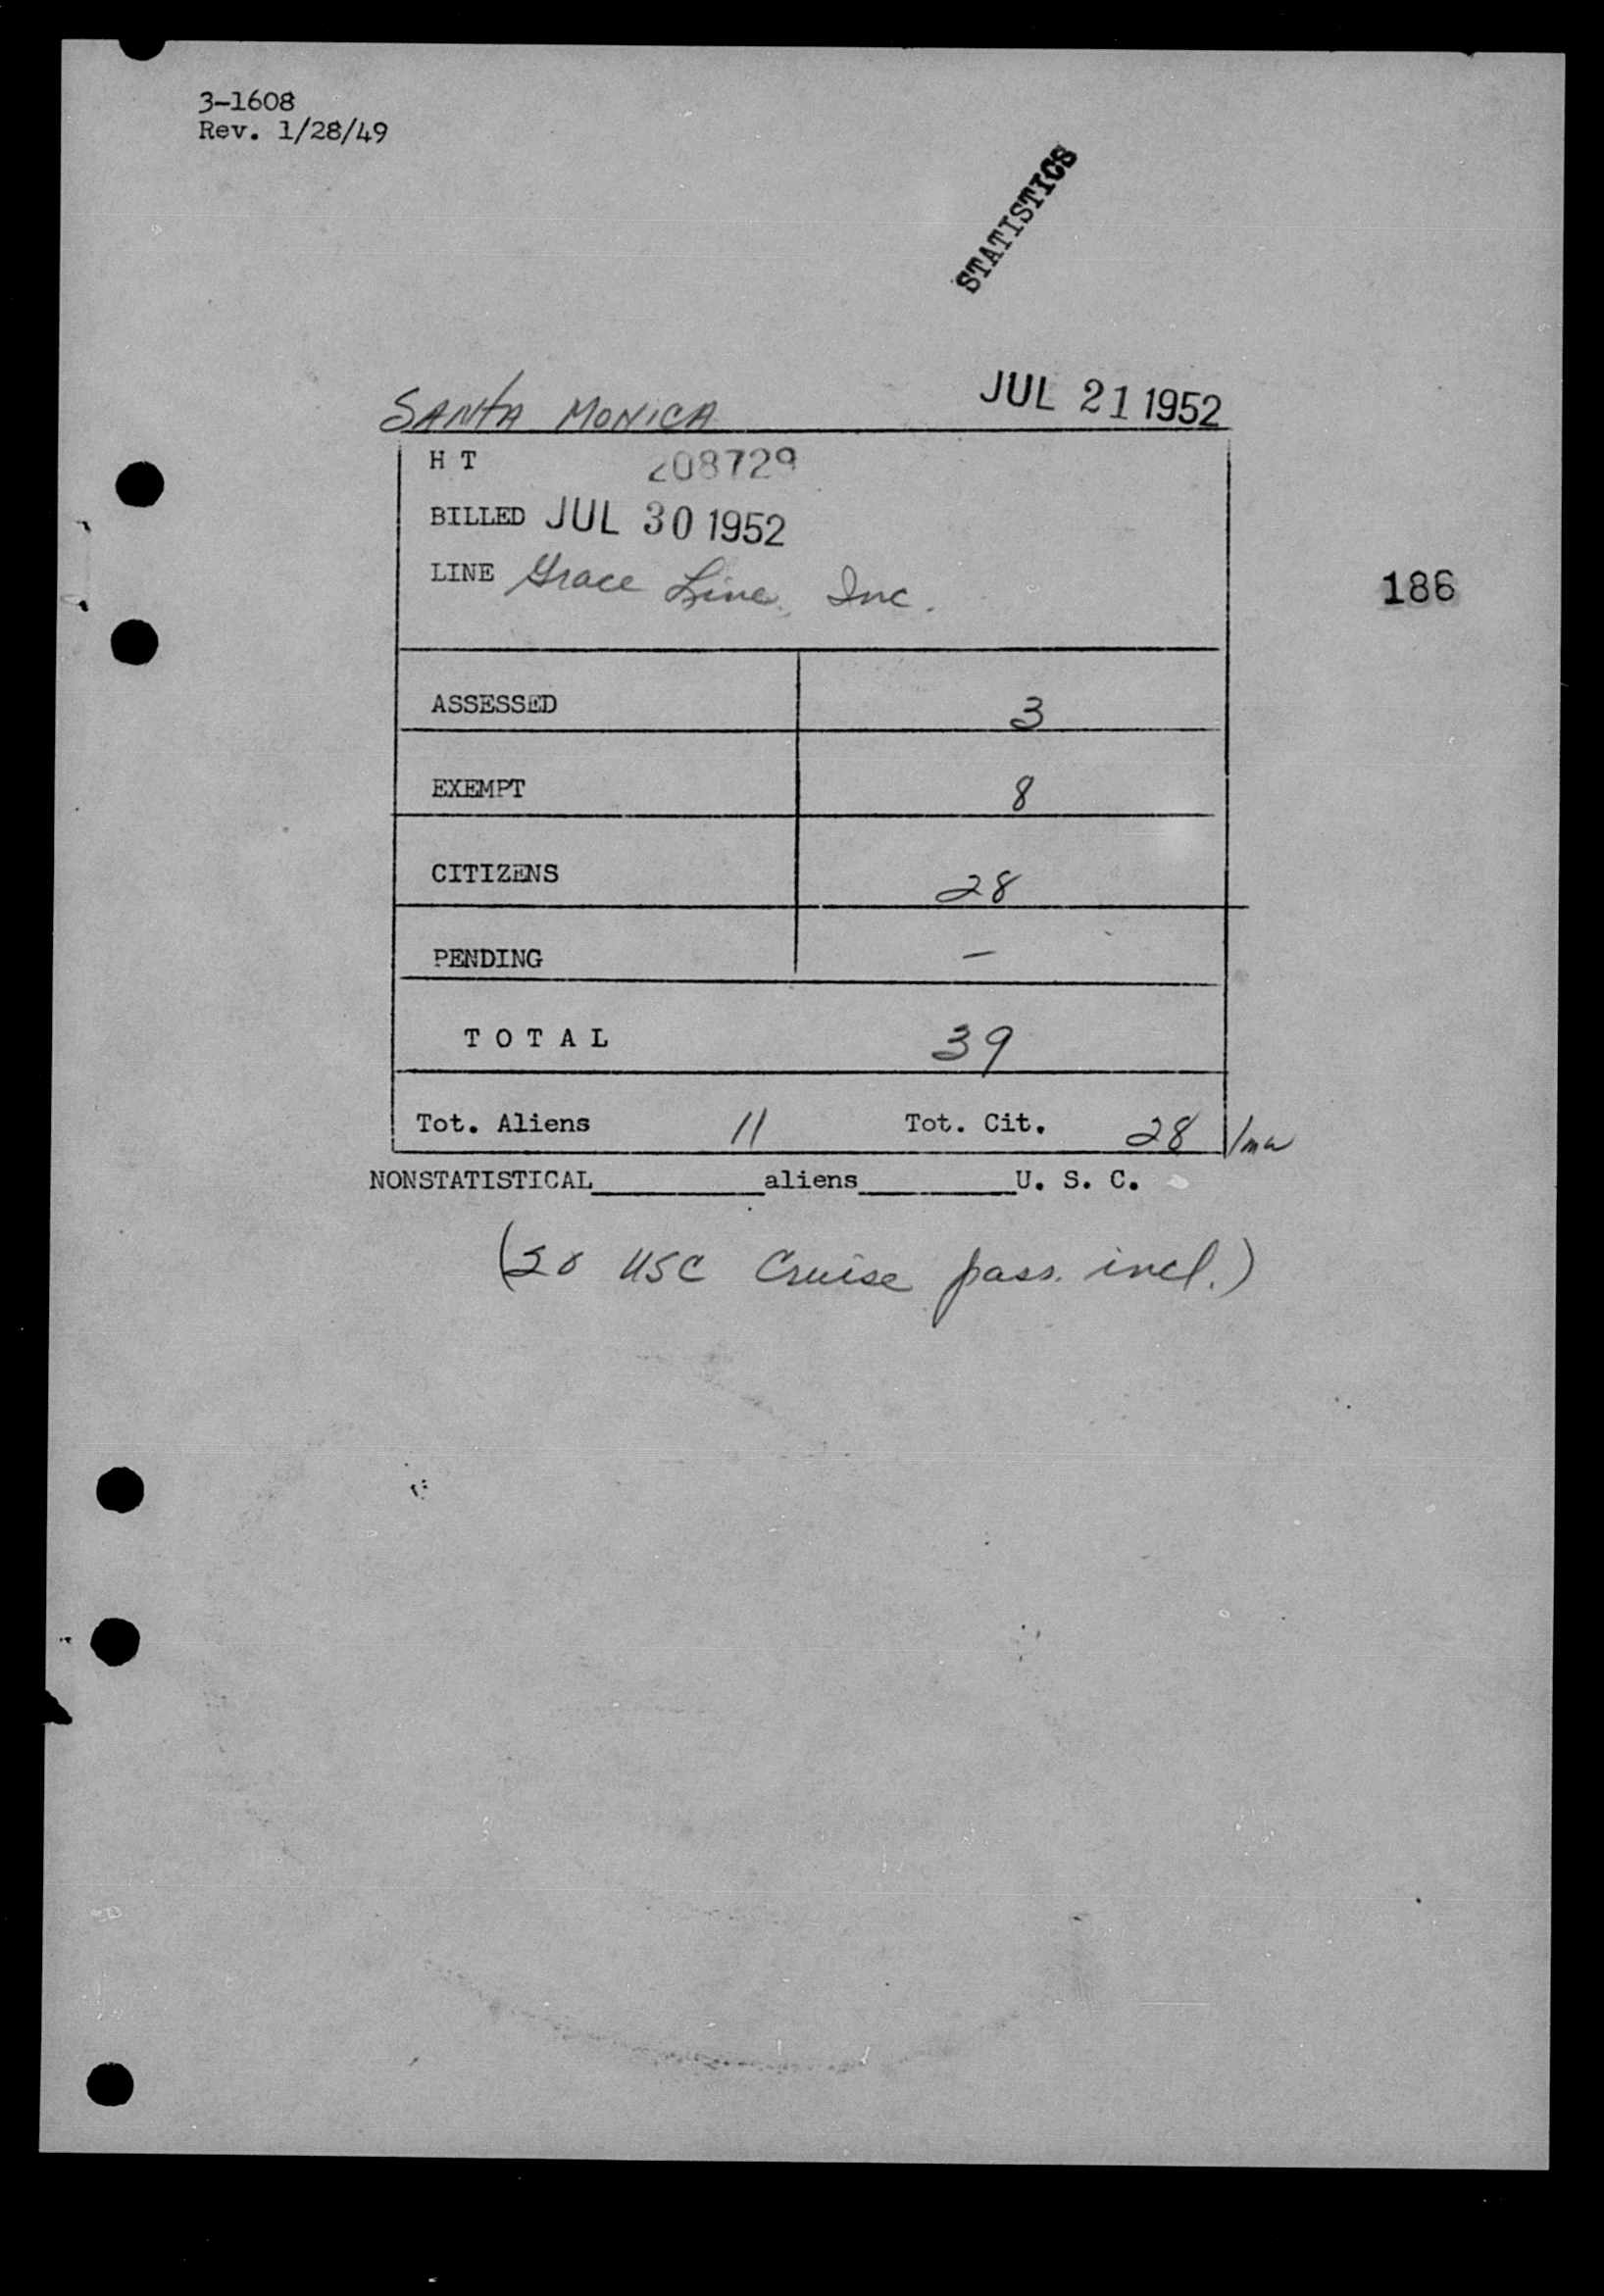 3-1608
Rev. 1/28/49
STATISTICS
SANTA MONICA JUL 21 1952
H T 208729
BILLED JUL 30 1952
LINE Grace Line, Inc.
186
ASSESSED 3
EXEMPT 8
CITIZENS 28
PENDING –
T O T A L 39
Tot. Aliens 11 Tot. Cit. 28
NONSTATISTICAL aliens U. S. C.
(20 USC Cruise pass. incl.)